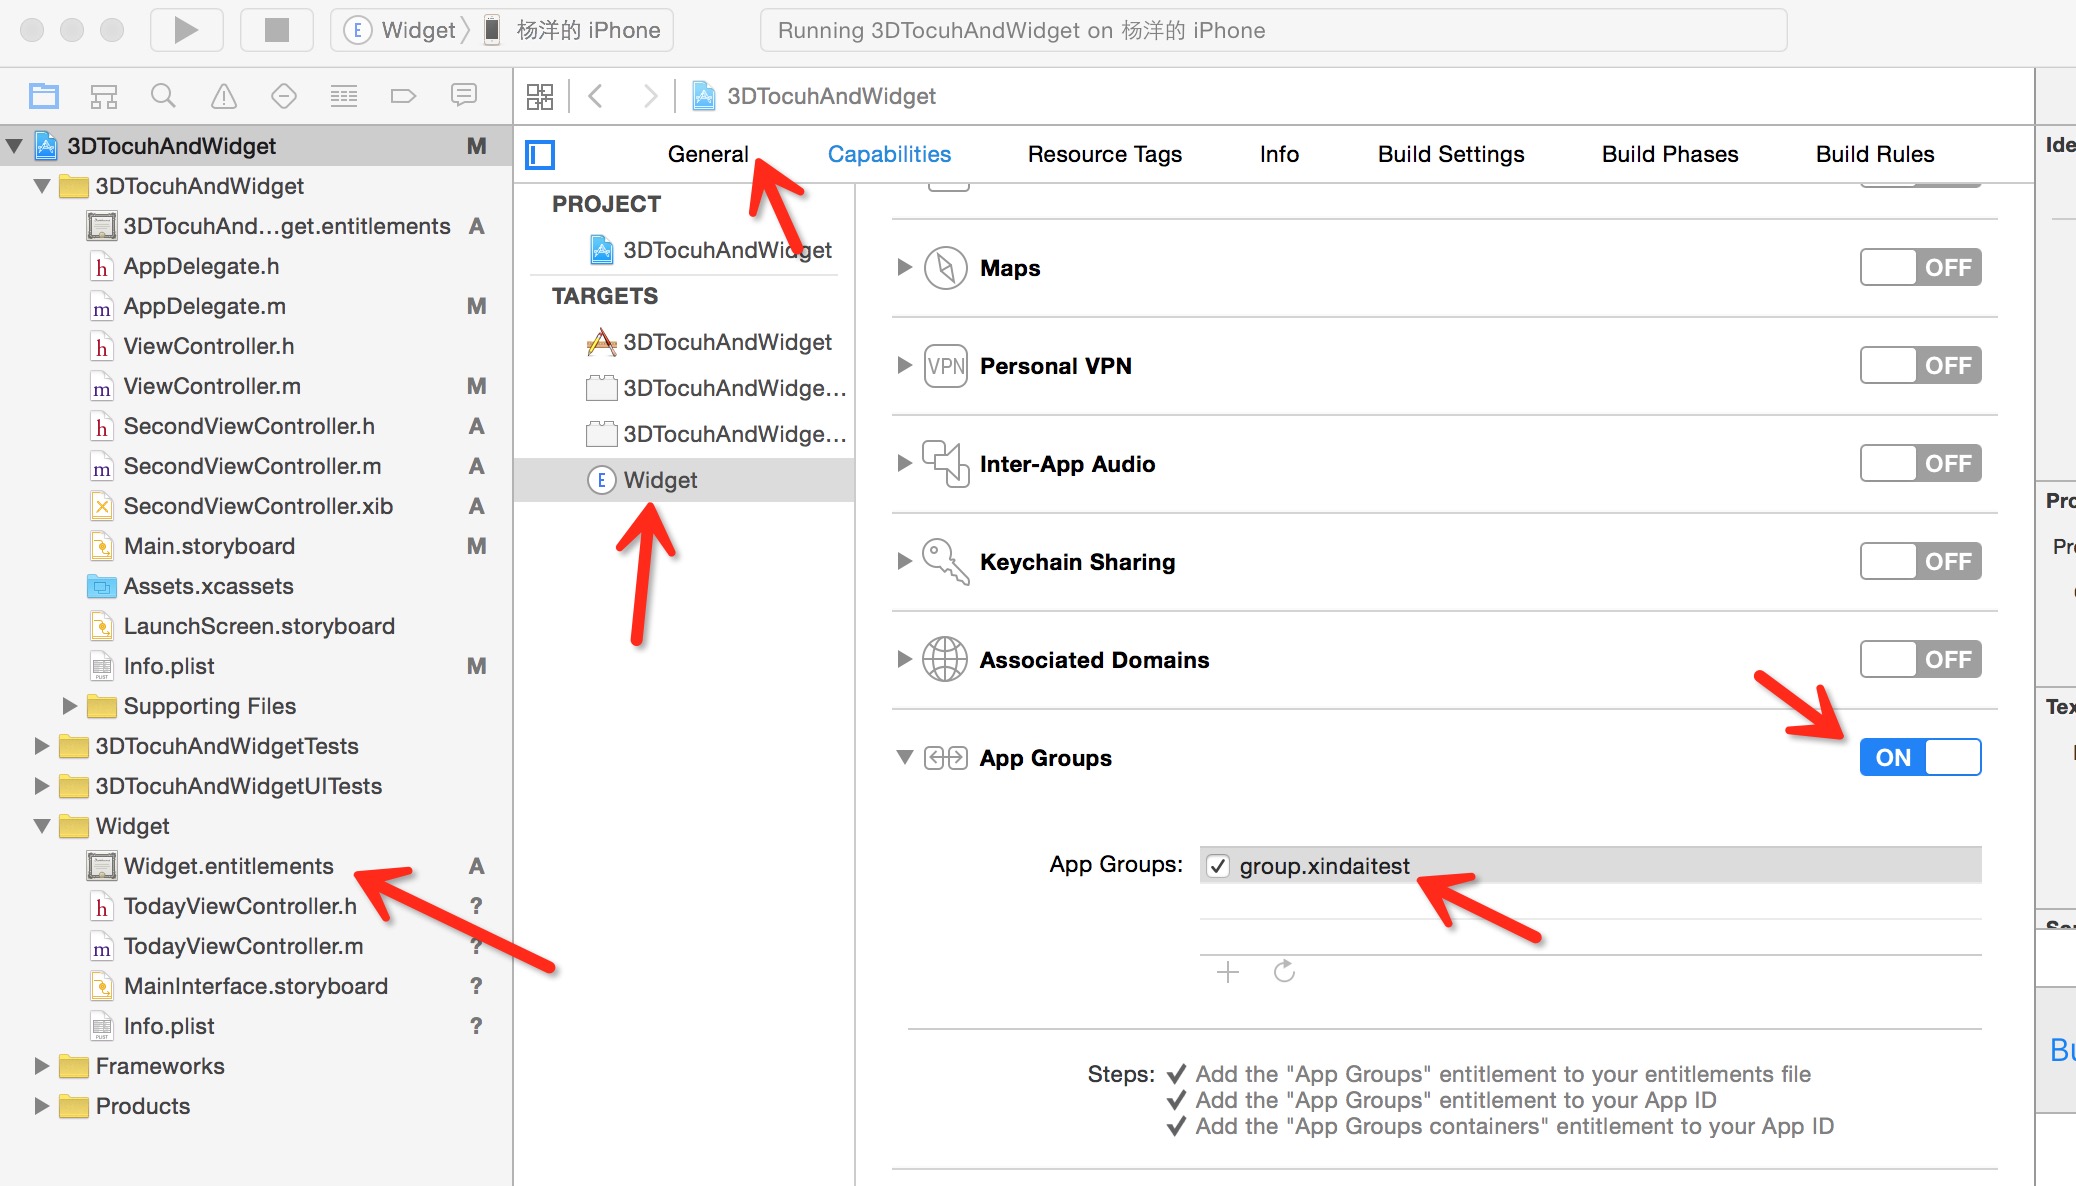 Widget 杨洋的 iPhone
Running 3DTocuhAndWidget on 杨洋的 iPhone
3DTocuhAndWidget
3DTocuhAndWidget M
3DTocuhAndWidget
3DTocuhAnd...get.entitlements A
AppDelegate.h
AppDelegate.m M
ViewController.h
ViewController.m M
SecondViewController.h A
SecondViewController.m A
SecondViewController.xib A
Main.storyboard M
Assets.xcassets
LaunchScreen.storyboard
Info.plist M
Supporting Files
3DTocuhAndWidgetTests
3DTocuhAndWidgetUITests
Widget
Widget.entitlements A
TodayViewController.h ?
TodayViewController.m ?
MainInterface.storyboard ?
Info.plist ?
Frameworks
Products
General Capabilities Resource Tags Info Build Settings Build Phases Build Rules
PROJECT
3DTocuhAndWidget
TARGETS
3DTocuhAndWidget
3DTocuhAndWidge...
3DTocuhAndWidge...
E Widget
Maps OFF
VPN Personal VPN OFF
Inter-App Audio OFF
Keychain Sharing OFF
Associated Domains OFF
App Groups ON
App Groups: group.xindaitest
Steps: ✔ Add the "App Groups" entitlement to your entitlements file
✔ Add the "App Groups" entitlement to your App ID
✔ Add the "App Groups containers" entitlement to your App ID
Ide
Pro
Pr
Tex
Bu